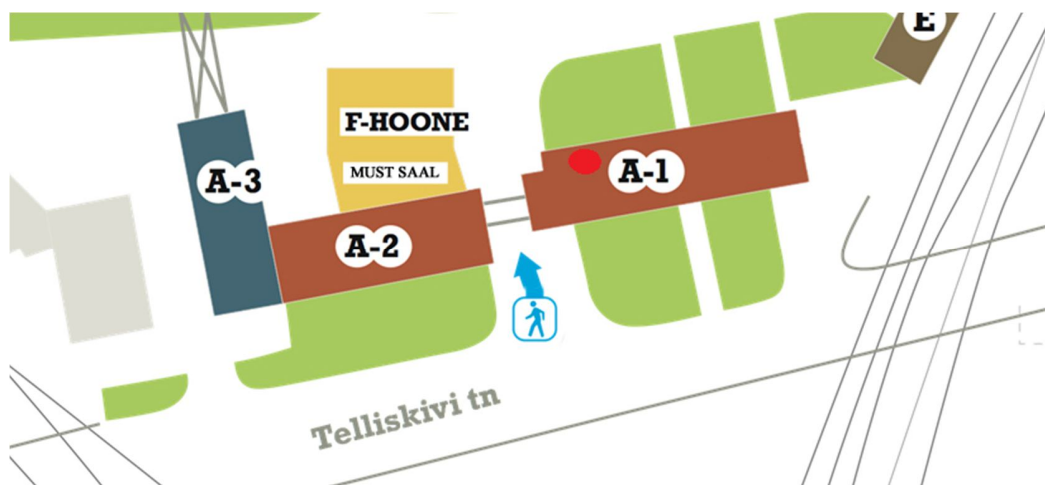 E
F-HOONE
MUST SAAL
A-3
A-1
A-2
Telliskivi tn